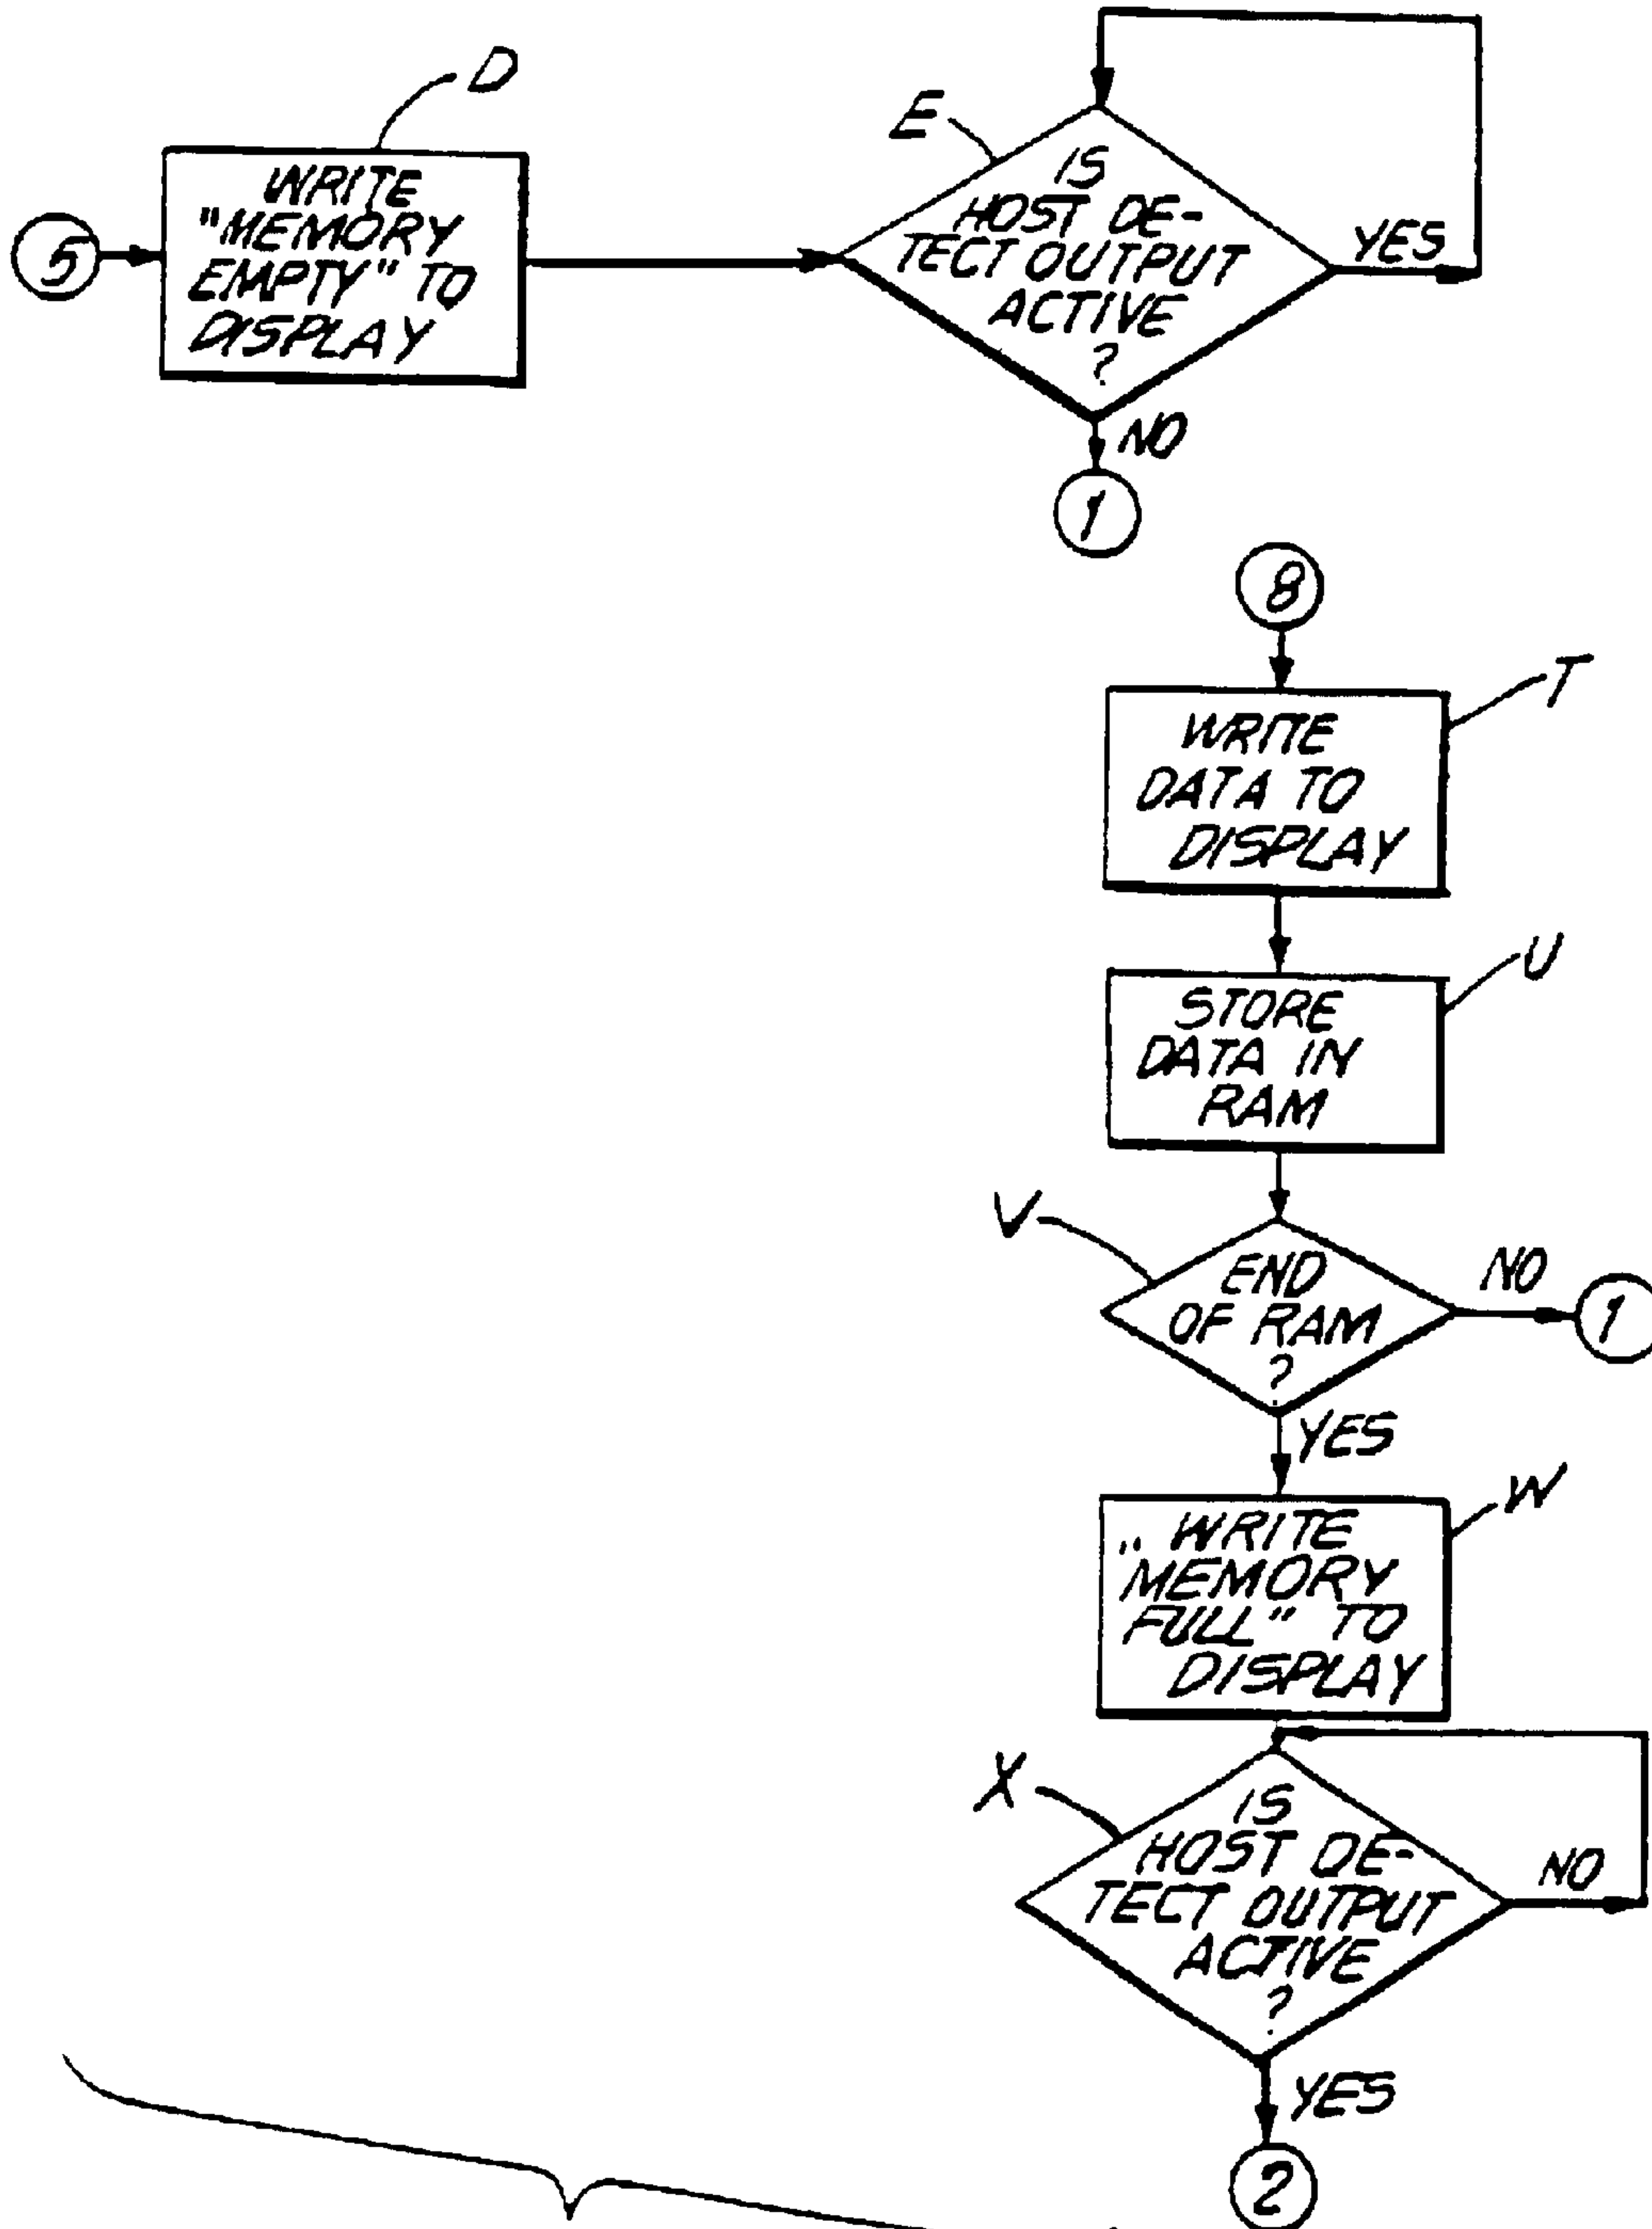 D
E
5
WRITE
"MEMORY
EMPTY" TO
DISPLAY
IS
HOST DE-
TECT OUTPUT
ACTIVE
?
YES
NO
1
8
T
WRITE
DATA TO
DISPLAY
U
STORE
DATA IN
RAM
V
END
OF RAM
?
NO
1
YES
W
WRITE
"MEMORY
FULL" TO
DISPLAY
X
IS
HOST DE-
TECT OUTPUT
ACTIVE
?
NO
YES
2